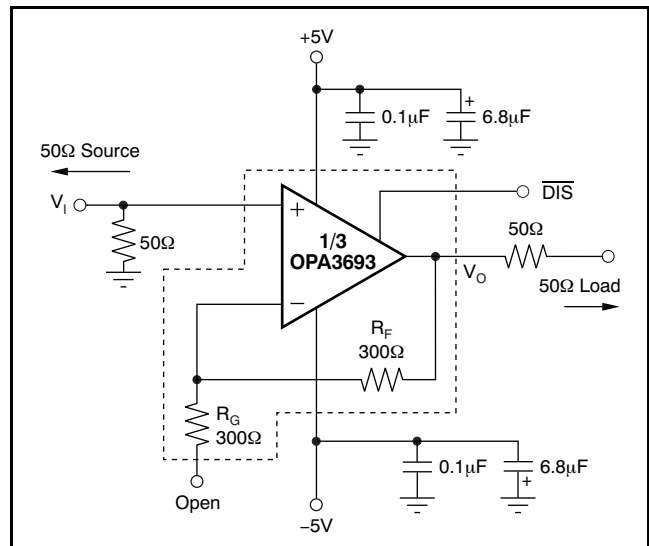 +5V
0.1μF
+
6.8μF
50Ω Source
V_I
50Ω
+
1/3
OPA3693
−
DIS
V_O
50Ω
50Ω Load
R_F
300Ω
R_G
300Ω
Open
0.1μF
6.8μF
+
−5V